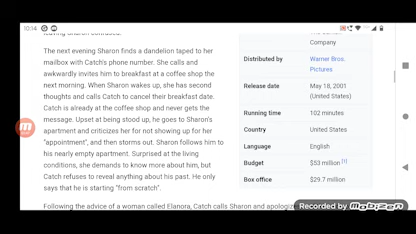 10:14
leaving Sharon
The next evening Sharon finds a dandelion taped to her
mailbox with Catch's phone number. She calls and
awkwardly invites him to breakfast at a coffee shop the
next morning. When Sharon wakes up, she has second
thoughts and calls Catch to cancel their breakfast date.
Catch is already at the coffee shop and never gets the
message. Upset at being stood up, he goes to Sharon's
apartment and criticizes her for not showing up for her
"appointment", and then storms out. Sharon follows him to
his nearly empty apartment. Surprised at the living
conditions, she demands to know more about him, but
Catch refuses to reveal anything about his past. He only
says that he is starting "from scratch".
Following the advice of a woman called Elanora, Catch calls Sharon and
Company
Distributed by Warner Bros.
Pictures
Release date May 18, 2001
(United States)
Running time 102 minutes
Country United States
Language English
Budget $53 million [1]
Box office $29.7 million
Recorded by Mobizen